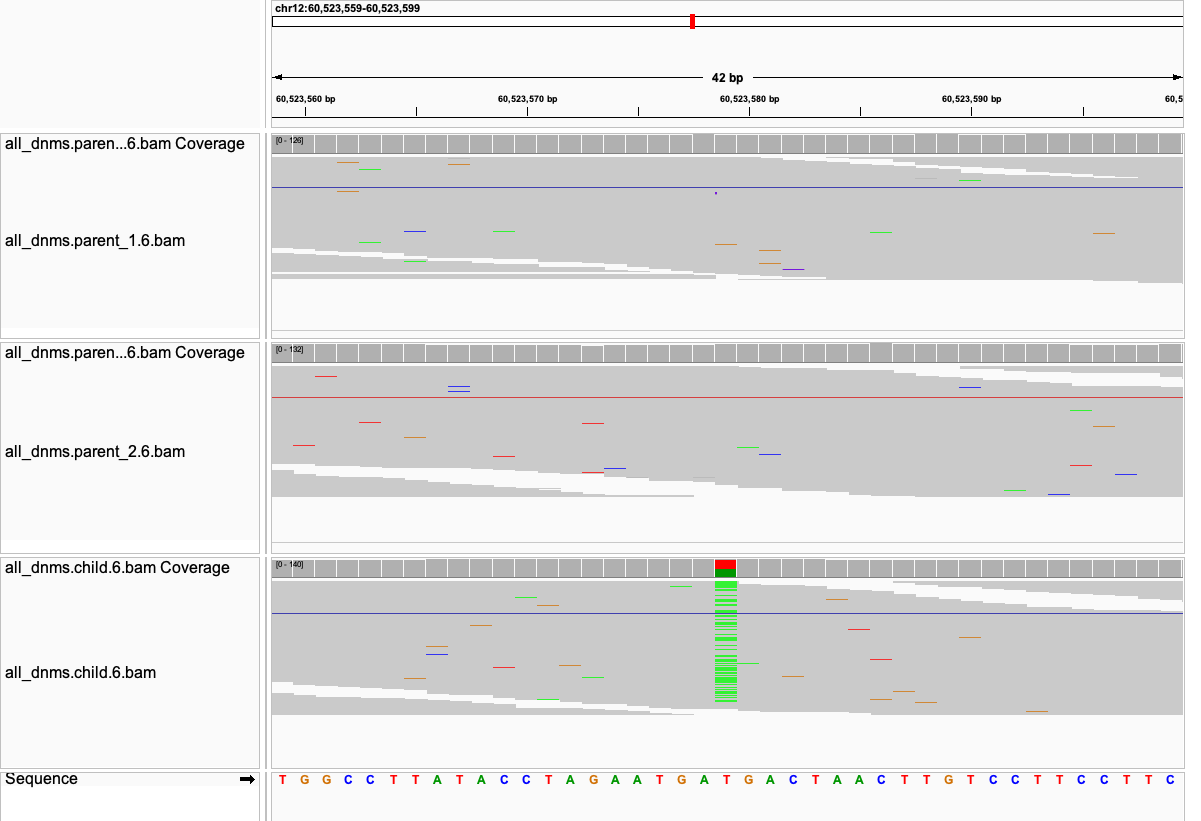 chr12:60,523,559-60,523,599
42 bp
60,523,560 bp 60,523,570 bp 60,523,580 bp 60,523,590 bp 60,5
all_dnms.paren...6.bam Coverage
[0 - 126]
all_dnms.parent_1.6.bam
all_dnms.paren...6.bam Coverage
[0 - 132]
all_dnms.parent_2.6.bam
all_dnms.child.6.bam Coverage
[0 - 140]
all_dnms.child.6.bam
Sequence T G G C C T T A T A C C T A G A A T G A T G A C T A A C T T G T C C T T C C T T C